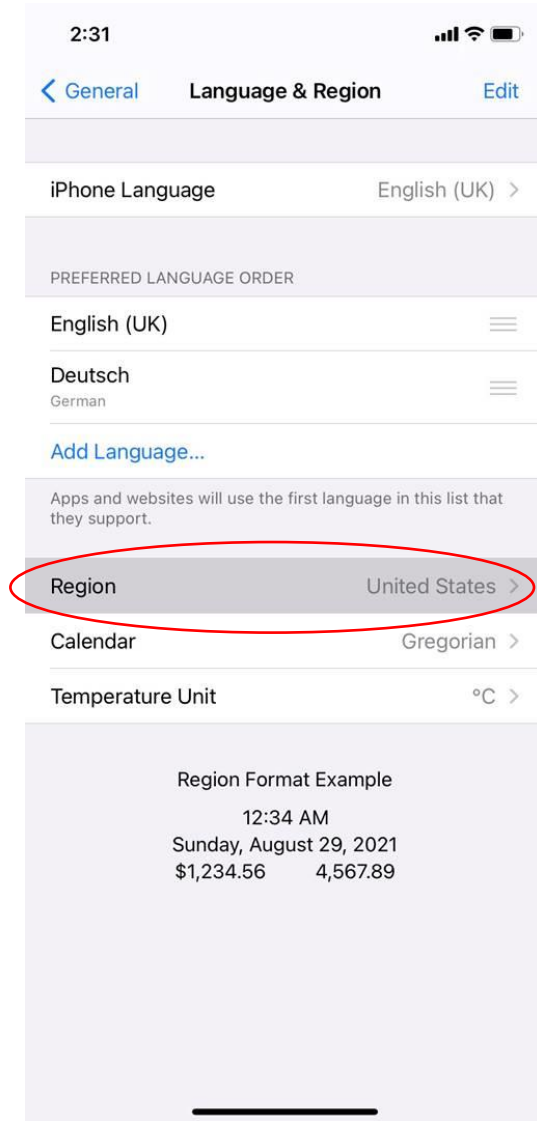 2:31
General Language & Region Edit
iPhone Language English (UK)
PREFERRED LANGUAGE ORDER
English (UK)
Deutsch
German
Add Language...
Apps and websites will use the first language in this list that
they support.
Region United States
Calendar Gregorian
Temperature Unit °C
Region Format Example
12:34 AM
Sunday, August 29, 2021
$1,234.56 4,567.89